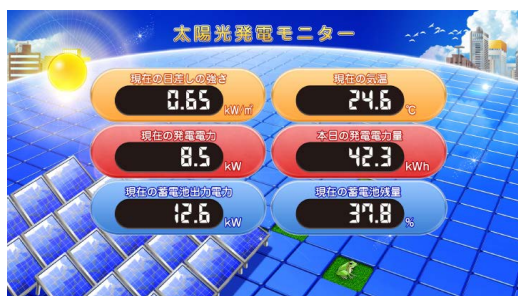 太陽光発電モニター
現在の日差しの強さ
0.65 kW/㎡
現在の気温
24.6 ℃
現在の発電電力
8.5 kW
本日の発電電力量
42.3 kWh
現在の蓄電池出力電力
12.6 kW
現在の蓄電池残量
37.8 %